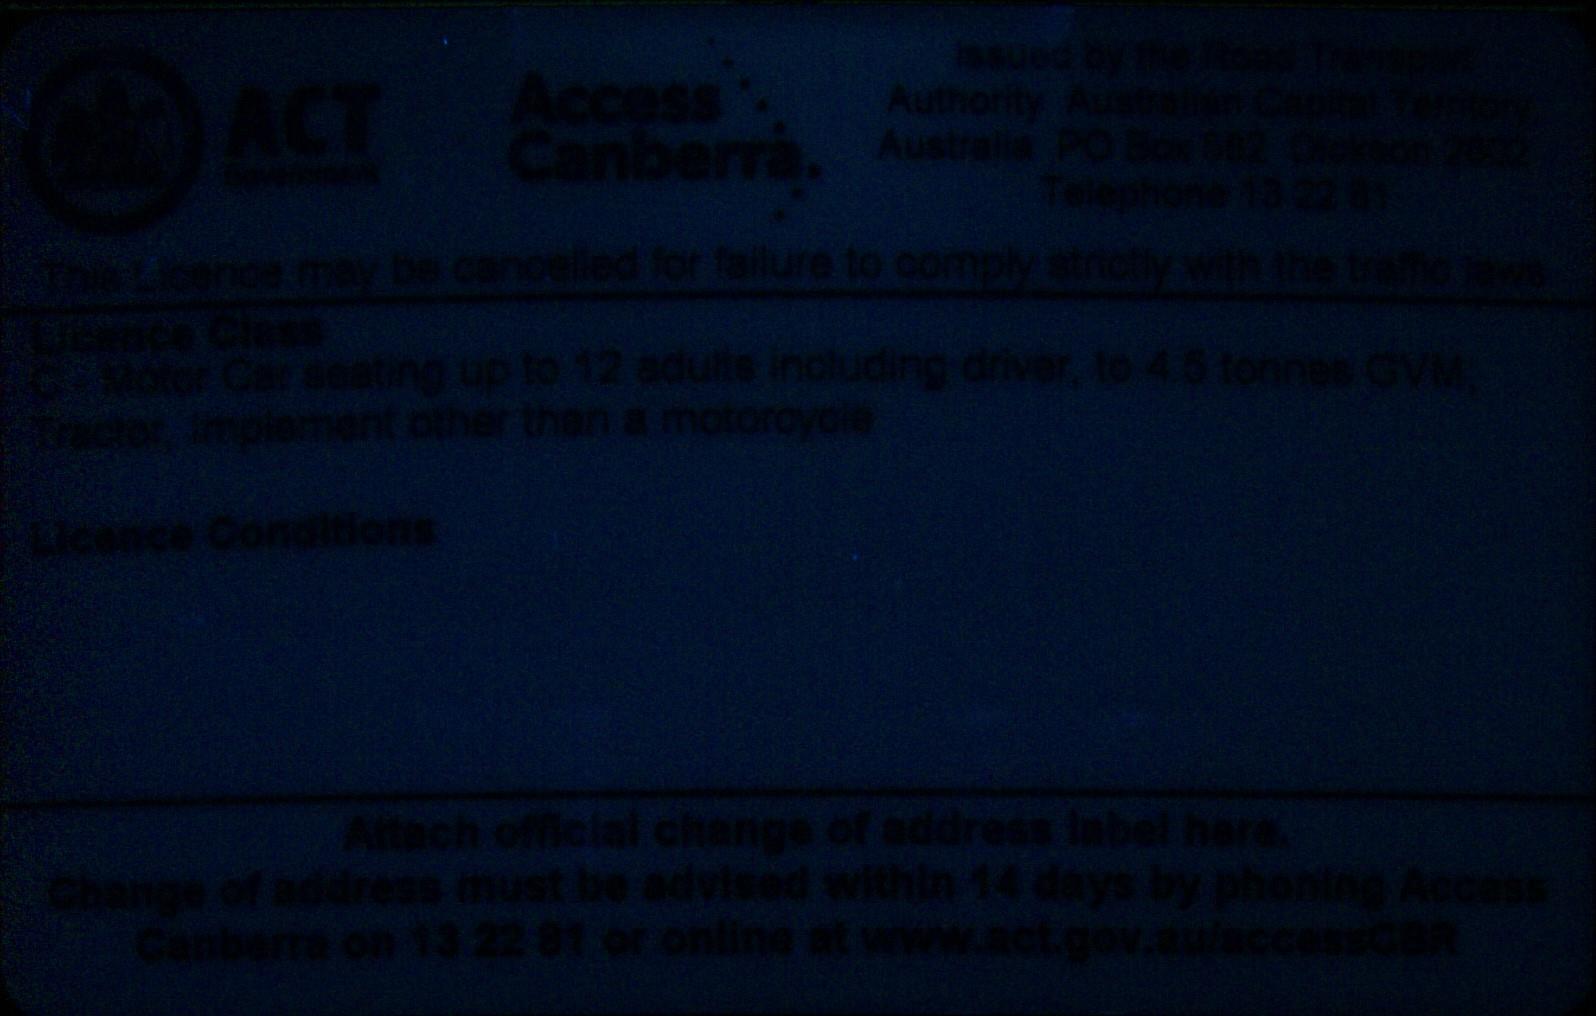 ACT
Government
Access
Canberra.
Issued by the Road Transport
Authority Australian Capital Territory,
Australia PO Box 582 Dickson 2602
Telephone 13 22 81
This Licence may be cancelled for failure to comply strictly with the traffic laws
Licence Class
C - Motor Car seating up to 12 adults including driver, to 4.5 tonnes GVM,
Tractor, Implement other than a motorcycle
Licence Conditions
Attach official change of address label here.
Change of address must be advised within 14 days by phoning Access
Canberra on 13 22 81 or online at www.act.gov.au/accessCBR